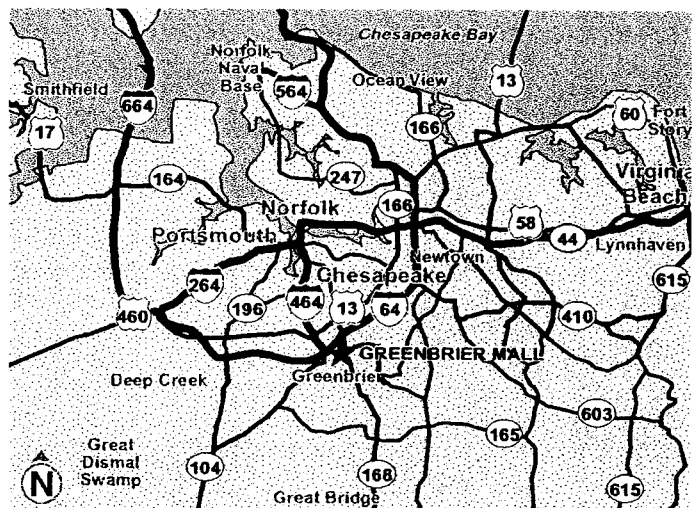 Chesapeake Bay
Norfolk
Naval
Base
Ocean View
13
Smithfield
564
664
17
166
60
Fort
Story
164
247
Virginia
Beach
Norfolk
166
58
44
Portsmouth
Newtown
Lynnhaven
Chesapeake
264
615
460
196
464
13
64
410
GREENBRIER MALL
Deep Creek
Greenbrier
603
Great
Dismal
Swamp
165
104
168
615
N
Great Bridge